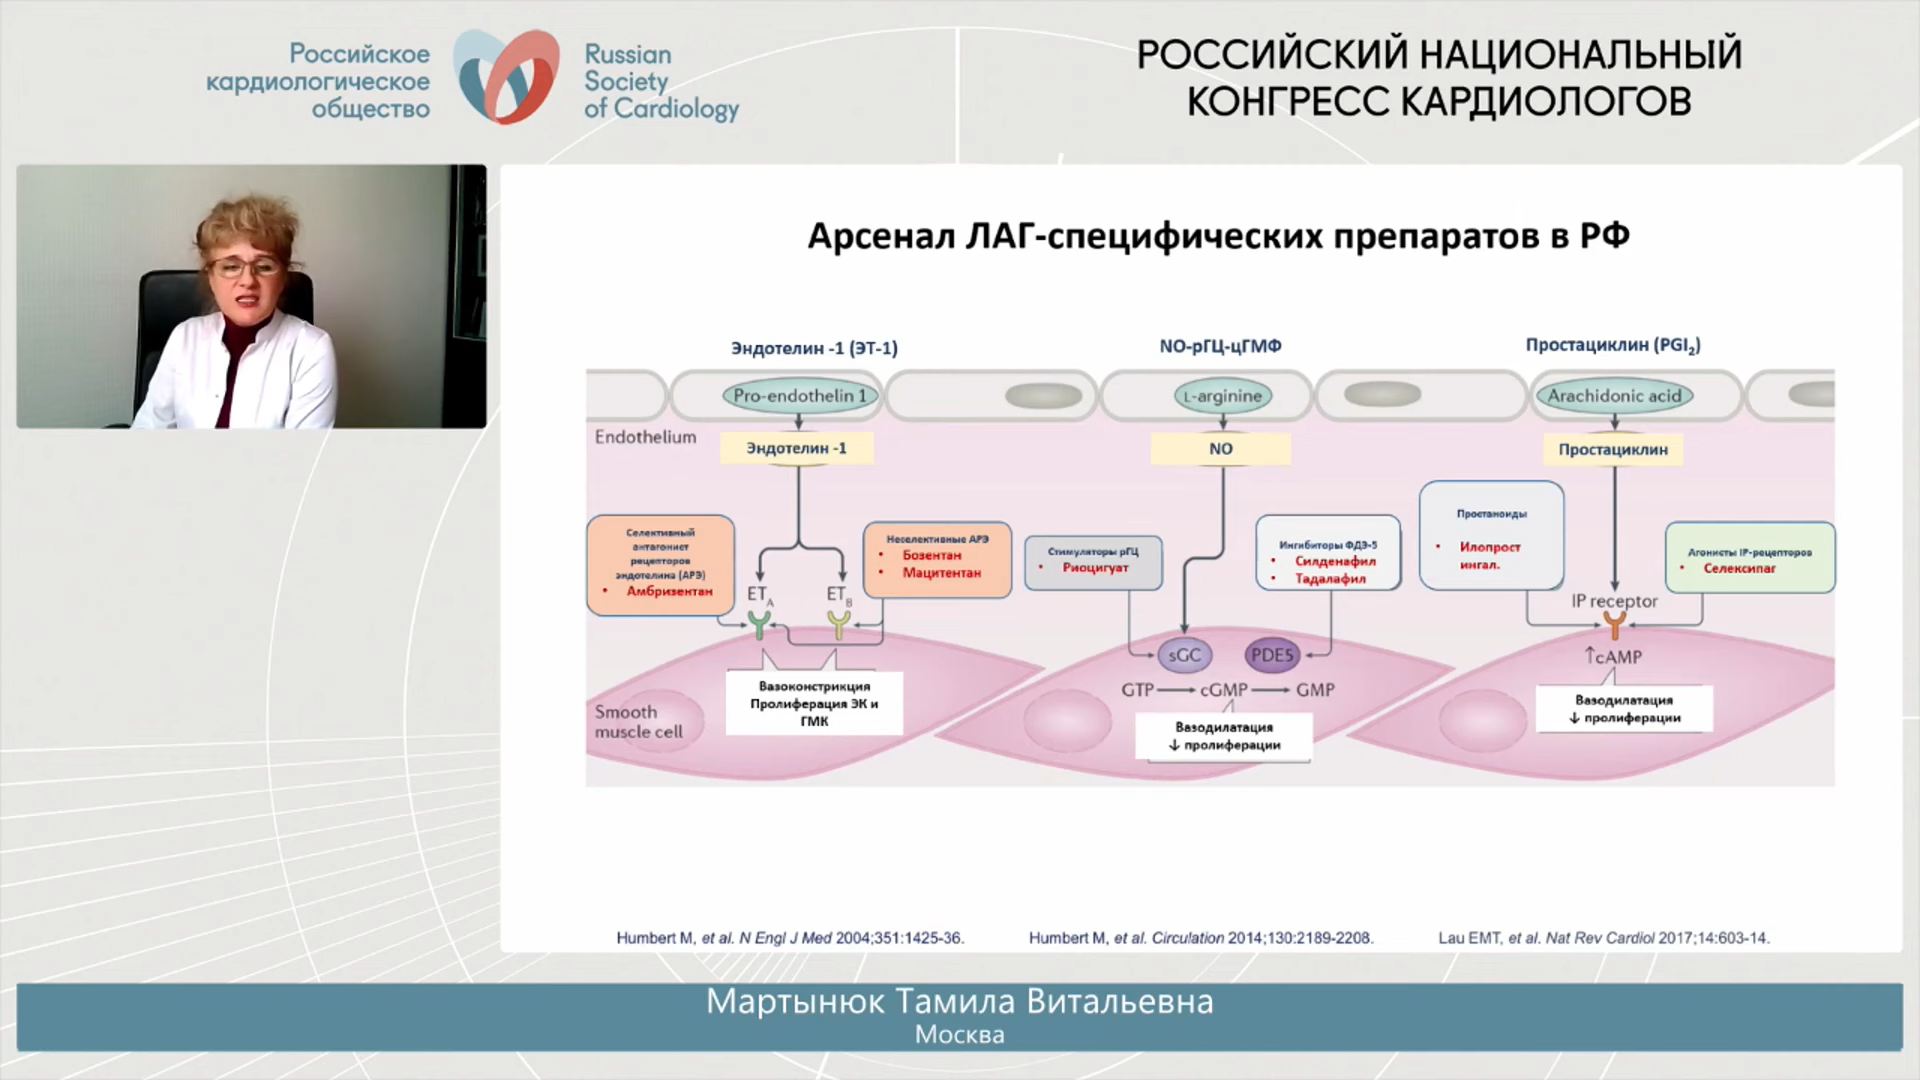 Российское
кардиологическое
общество
Russian
Society
of Cardiology
РОССИЙСКИЙ НАЦИОНАЛЬНЫЙ
КОНГРЕСС КАРДИОЛОГОВ
Арсенал ЛАГ-специфических препаратов в РФ
Эндотелин -1 (ЭТ-1)
NO-рГЦ-цГМФ
Простациклин (PGI2)
Pro-endothelin 1
L-arginine
Arachidonic acid
Endothelium
Эндотелин -1
NO
Простациклин
Селективный
антагонист
рецепторов
эндотелина (АРЭ)
• Амбризентан
Неселективные АРЭ
• Бозентан
• Мацитентан
Стимуляторы рГЦ
• Риоцигуат
Ингибиторы ФДЭ-5
• Силденафил
• Тадалафил
Простаноиды
• Илопрост
ингал.
Агонисты IP-рецепторов
• Селексипаг
ETA
ETB
IP receptor
sGC
PDE5
↑cAMP
GTP
cGMP
GMP
Вазоконстрикция
Пролиферация ЭК и
ГМК
Вазодилатация
↓ пролиферации
Вазодилатация
↓ пролиферации
Smooth
muscle cell
Humbert M, et al. N Engl J Med 2004;351:1425-36.
Humbert M, et al. Circulation 2014;130:2189-2208.
Lau EMT, et al. Nat Rev Cardiol 2017;14:603-14.
Мартынюк Тамила Витальевна
Москва